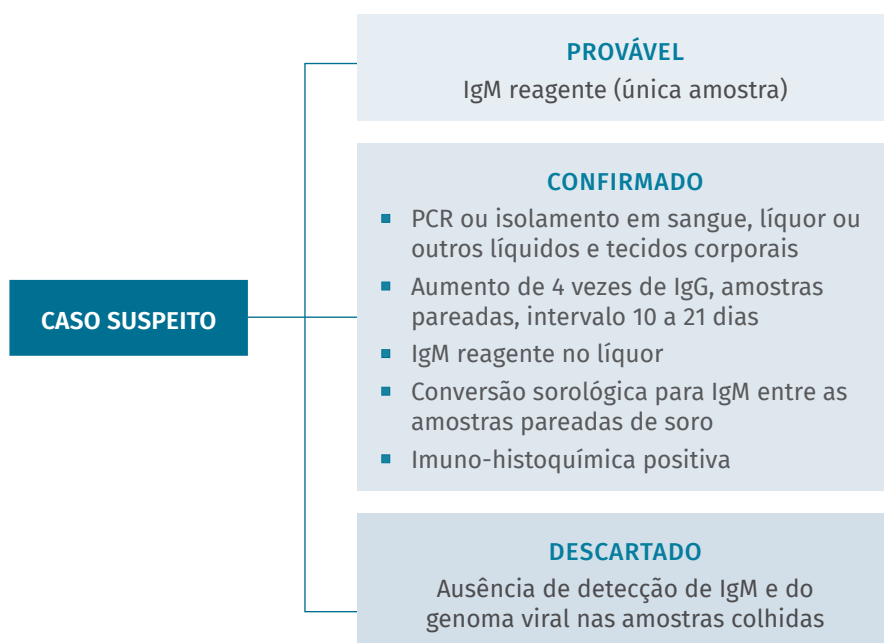 CASO SUSPEITO
PROVÁVEL
IgM reagente (única amostra)
CONFIRMADO
▪ PCR ou isolamento em sangue, líquor ou
outros líquidos e tecidos corporais
▪ Aumento de 4 vezes de IgG, amostras
pareadas, intervalo 10 a 21 dias
▪ IgM reagente no líquor
▪ Conversão sorológica para IgM entre as
amostras pareadas de soro
▪ Imuno-histoquímica positiva
DESCARTADO
Ausência de detecção de IgM e do
genoma viral nas amostras colhidas